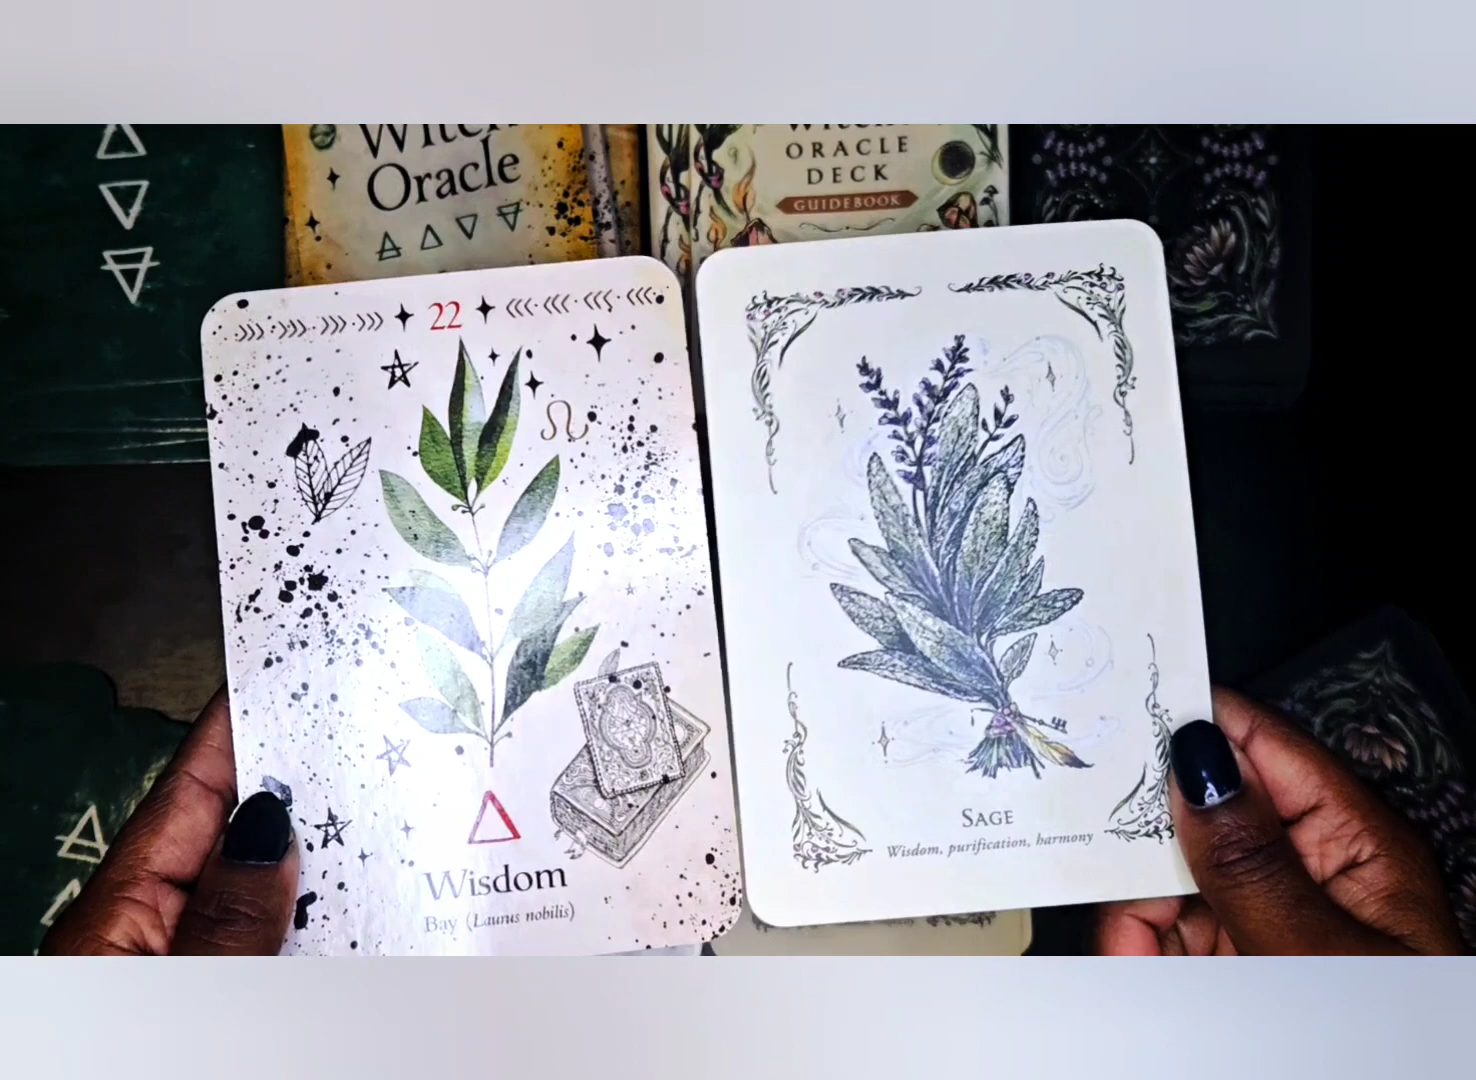 Oracle
ORACLE
DECK
GUIDEBOOK
22
Wisdom
Bay (Laurus nobilis)
SAGE
Wisdom, purification, harmony